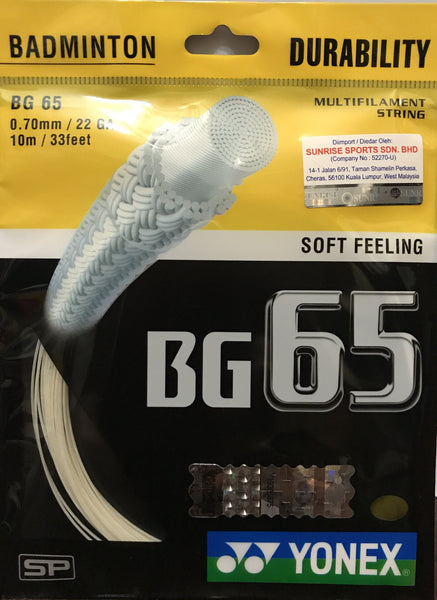 BADMINTON
DURABILITY
BG 65
0.70mm / 22 GA
10m / 33feet
MULTIFILAMENT
STRING
Diimport / Diedar Oleh:
SUNRISE SPORTS SDN. BHD
(Company No : 52270-U)
14-1 Jalan 6/91, Taman Shamelin Perkasa,
Cheras, 56100 Kuala Lumpur, West Malaysia
SOFT FEELING
BG65
SP
YONEX